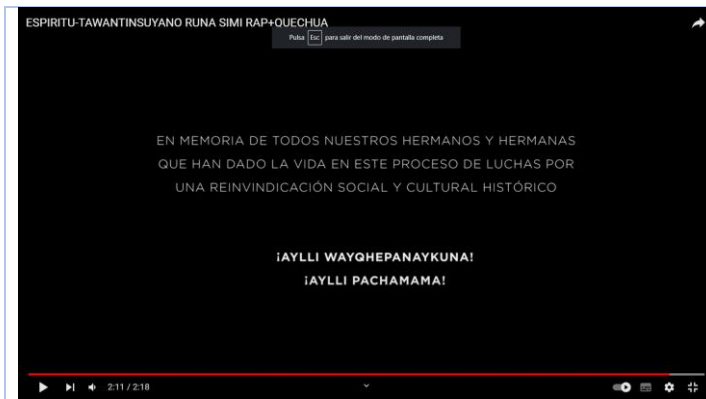 ESPIRITU-TAWANTINSUYANO RUNA SIMI RAP+QUECHUA
Pulsa Esc para salir del modo de pantalla completa
EN MEMORIA DE TODOS NUESTROS HERMANOS Y HERMANAS
QUE HAN DADO LA VIDA EN ESTE PROCESO DE LUCHAS POR
UNA REINVINDICACIÓN SOCIAL Y CULTURAL HISTÓRICO
¡AYLLI WAYQHEPANAYKUNA!
¡AYLLI PACHAMAMA!
2:11 / 2:18